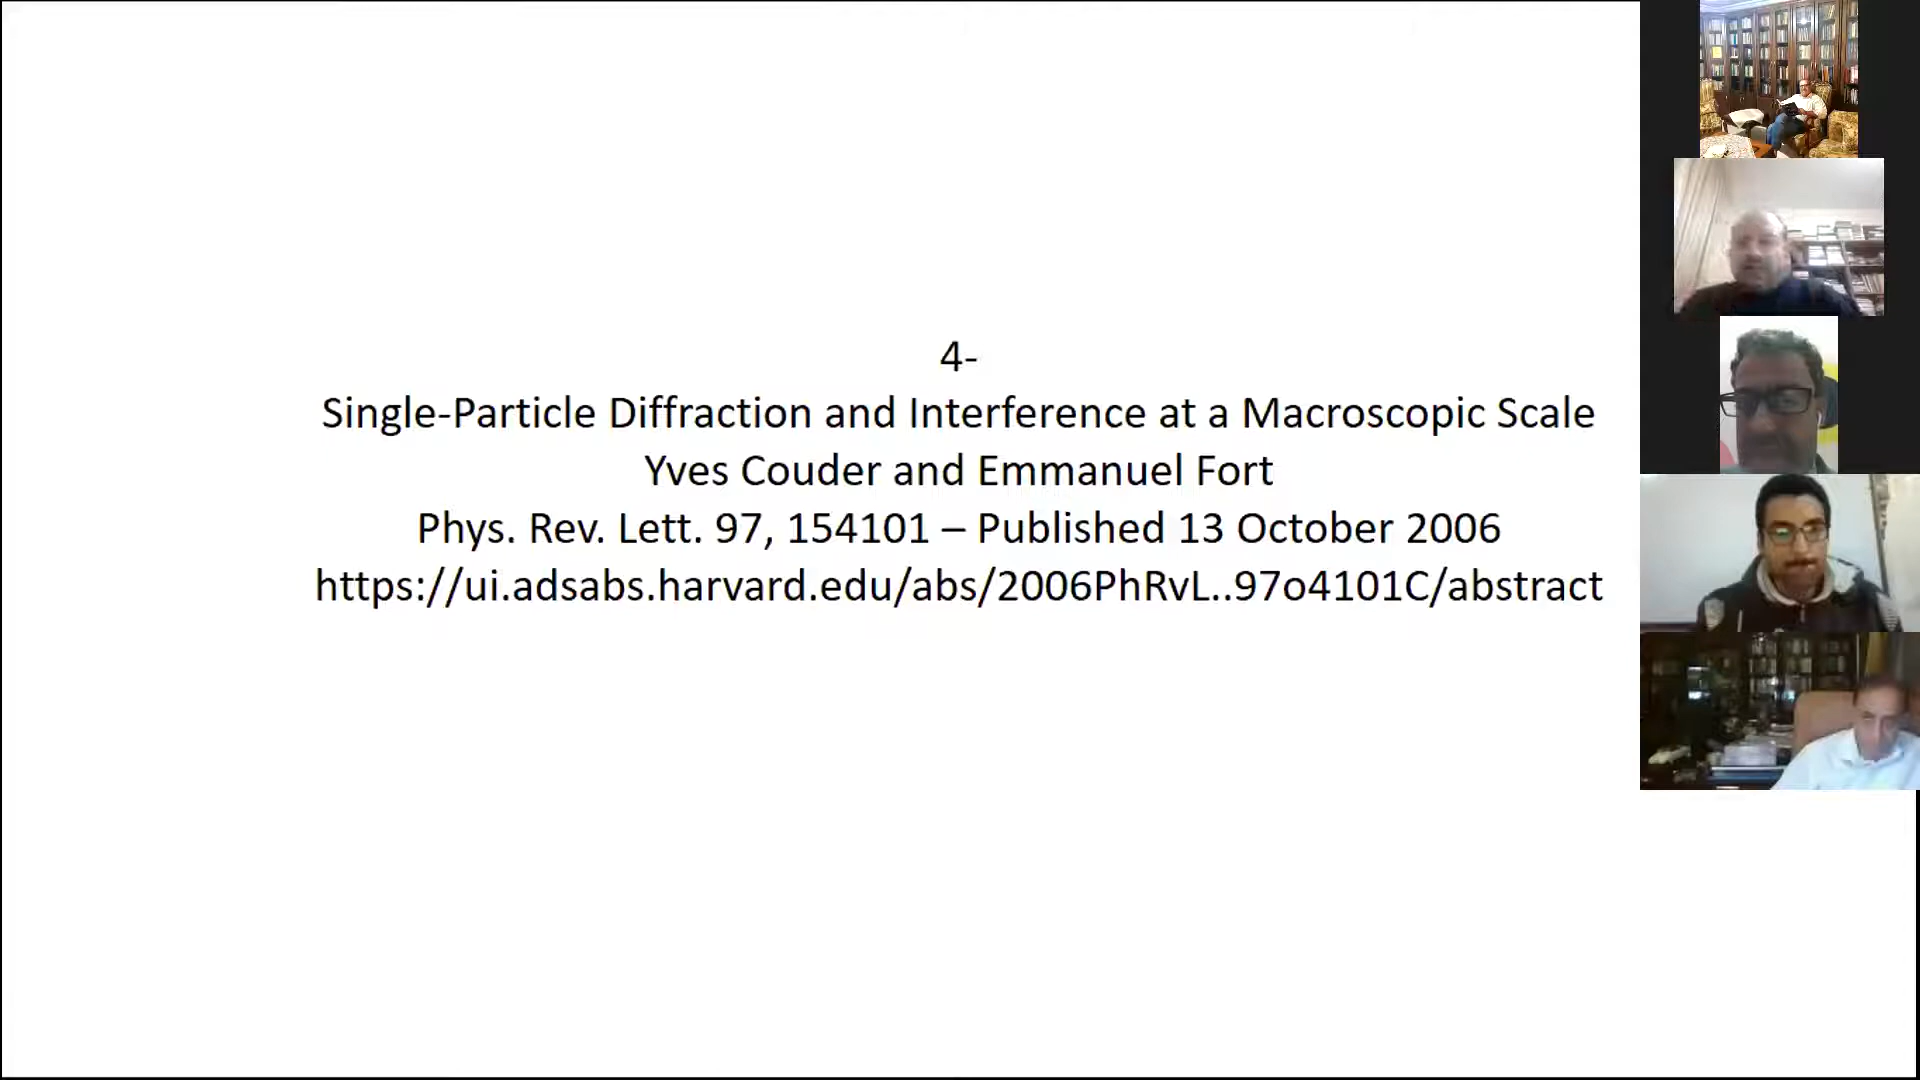 4-
Single-Particle Diffraction and Interference at a Macroscopic Scale
Yves Couder and Emmanuel Fort
Phys. Rev. Lett. 97, 154101 – Published 13 October 2006
https://ui.adsabs.harvard.edu/abs/2006PhRvL..97o4101C/abstract